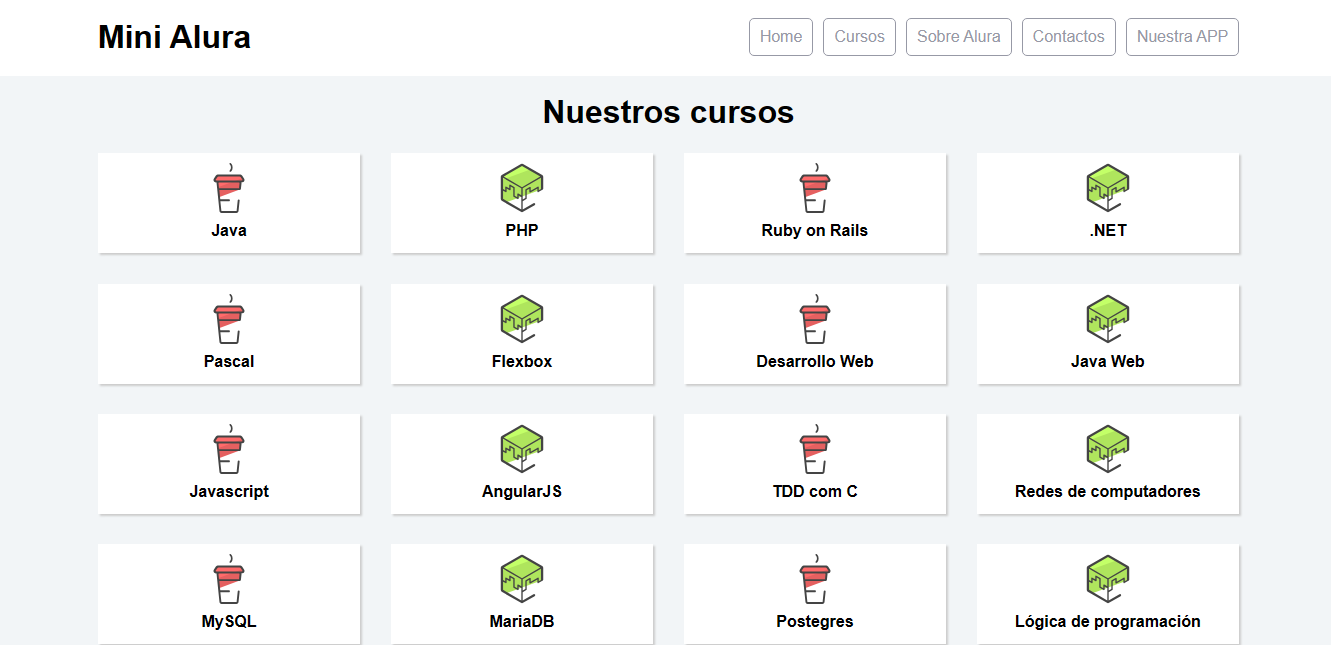 Mini Alura
Home Cursos Sobre Alura Contactos Nuestra APP
Nuestros cursos
Java PHP Ruby on Rails .NET
Pascal Flexbox Desarrollo Web Java Web
Javascript AngularJS TDD com C Redes de computadores
MySQL MariaDB Postegres Lógica de programación